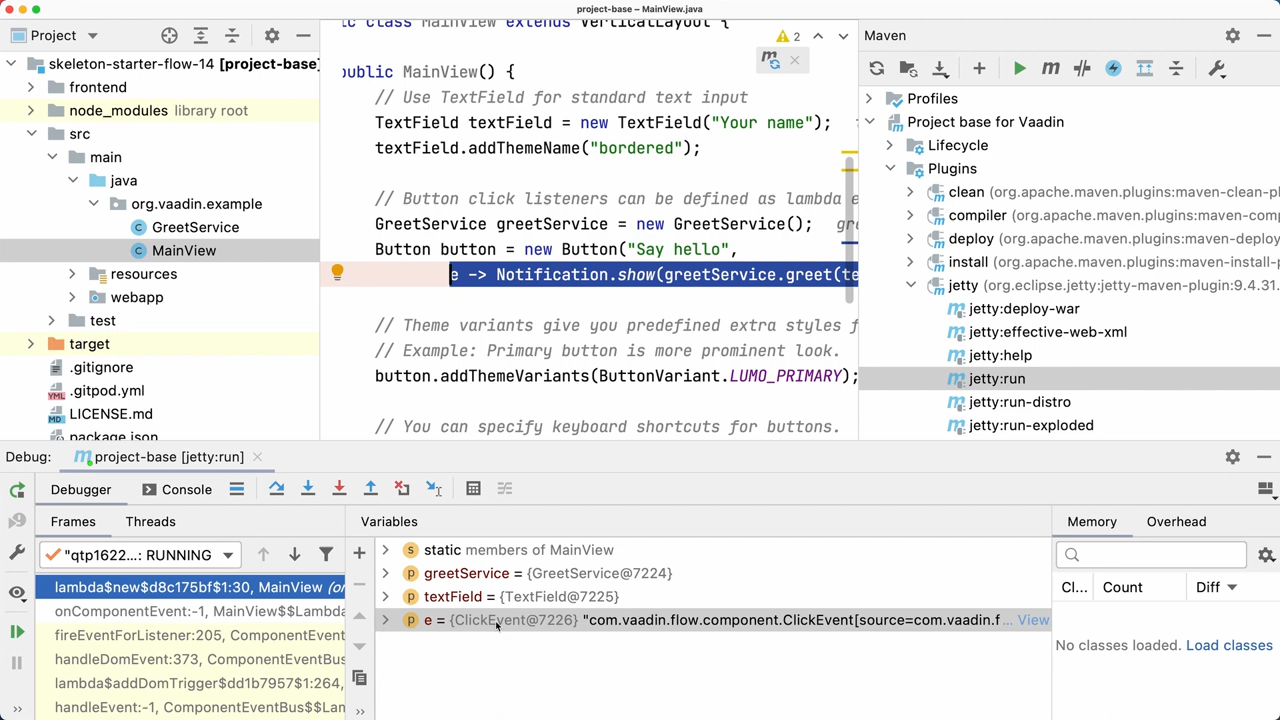 project-base – MainView.java
Project
skeleton-starter-flow-14 [project-base]
frontend
node_modules library root
src
main
java
org.vaadin.example
GreetService
MainView
resources
webapp
test
target
.gitignore
.gitpod.yml
LICENSE.md
package.json
class MainView extends VerticalLayout {
2
public MainView() {
// Use TextField for standard text input
TextField textField = new TextField("Your name");
textField.addThemeName("bordered");
// Button click listeners can be defined as lambda e
GreetService greetService = new GreetService();
Button button = new Button("Say hello",
e -> Notification.show(greetService.greet(te
// Theme variants give you predefined extra styles f
// Example: Primary button is more prominent look.
button.addThemeVariants(ButtonVariant.LUMO_PRIMARY);
// You can specify keyboard shortcuts for buttons.
Maven
Profiles
Project base for Vaadin
Lifecycle
Plugins
clean (org.apache.maven.plugins:maven-clean-pl
compiler (org.apache.maven.plugins:maven-com
deploy (org.apache.maven.plugins:maven-deploy
install (org.apache.maven.plugins:maven-install-p
jetty (org.eclipse.jetty:jetty-maven-plugin:9.4.31.
jetty:deploy-war
jetty:effective-web-xml
jetty:help
jetty:run
jetty:run-distro
jetty:run-exploded
Debug: project-base [jetty:run]
Debugger Console
Frames Threads
"qtp1622...: RUNNING
lambda$new$d8c175bf$1:30, MainView (or
onComponentEvent:-1, MainView$$Lambda
fireEventForListener:205, ComponentEvent
handleDomEvent:373, ComponentEventBus
lambda$addDomTrigger$dd1b7957$1:264,
handleEvent:-1, ComponentEventBus$$Lam
Variables
static members of MainView
greetService = {GreetService@7224}
textField = {TextField@7225}
e = {ClickEvent@7226} "com.vaadin.flow.component.ClickEvent[source=com.vaadin.f... View
Memory Overhead
Cl... Count Diff
No classes loaded. Load classes